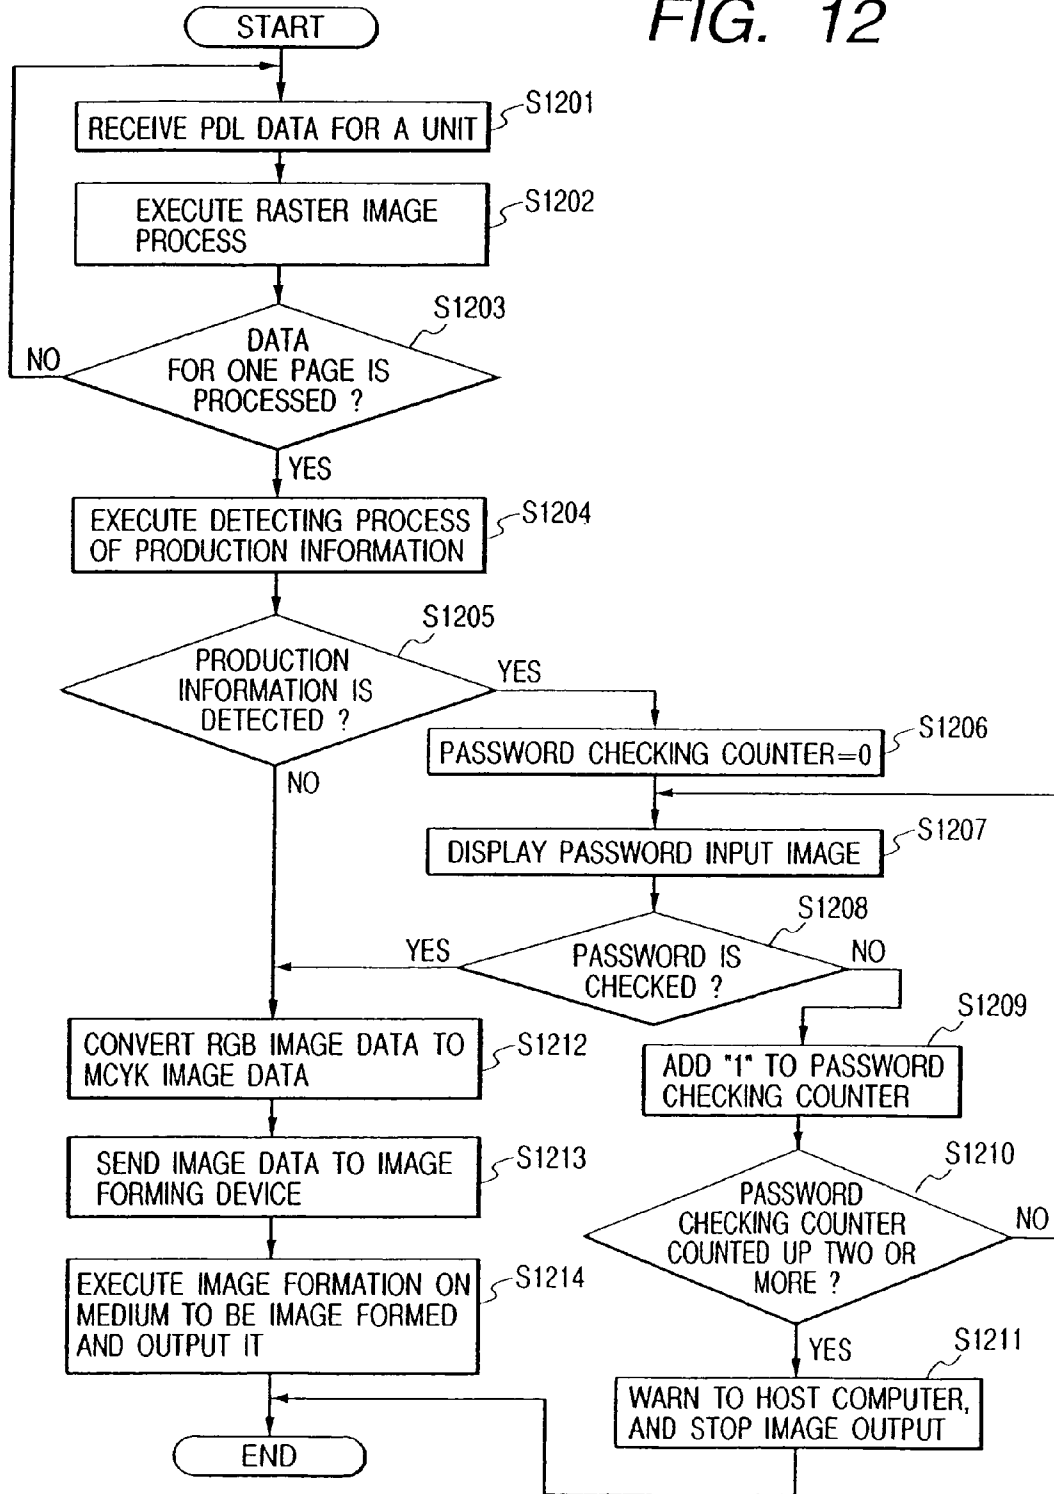 FIG. 12
START
S1201
RECEIVE PDL DATA FOR A UNIT
S1202
EXECUTE RASTER IMAGE
PROCESS
S1203
DATA
FOR ONE PAGE IS
PROCESSED ?
NO
YES
S1204
EXECUTE DETECTING PROCESS
OF PRODUCTION INFORMATION
S1205
PRODUCTION
INFORMATION IS
DETECTED ?
YES
NO
S1206
PASSWORD CHECKING COUNTER=0
S1207
DISPLAY PASSWORD INPUT IMAGE
S1208
PASSWORD IS
CHECKED ?
YES
NO
S1209
ADD "1" TO PASSWORD
CHECKING COUNTER
S1210
PASSWORD
CHECKING COUNTER
COUNTED UP TWO OR
MORE ?
NO
YES
S1211
WARN TO HOST COMPUTER,
AND STOP IMAGE OUTPUT
S1212
CONVERT RGB IMAGE DATA TO
MCYK IMAGE DATA
S1213
SEND IMAGE DATA TO IMAGE
FORMING DEVICE
S1214
EXECUTE IMAGE FORMATION ON
MEDIUM TO BE IMAGE FORMED
AND OUTPUT IT
END